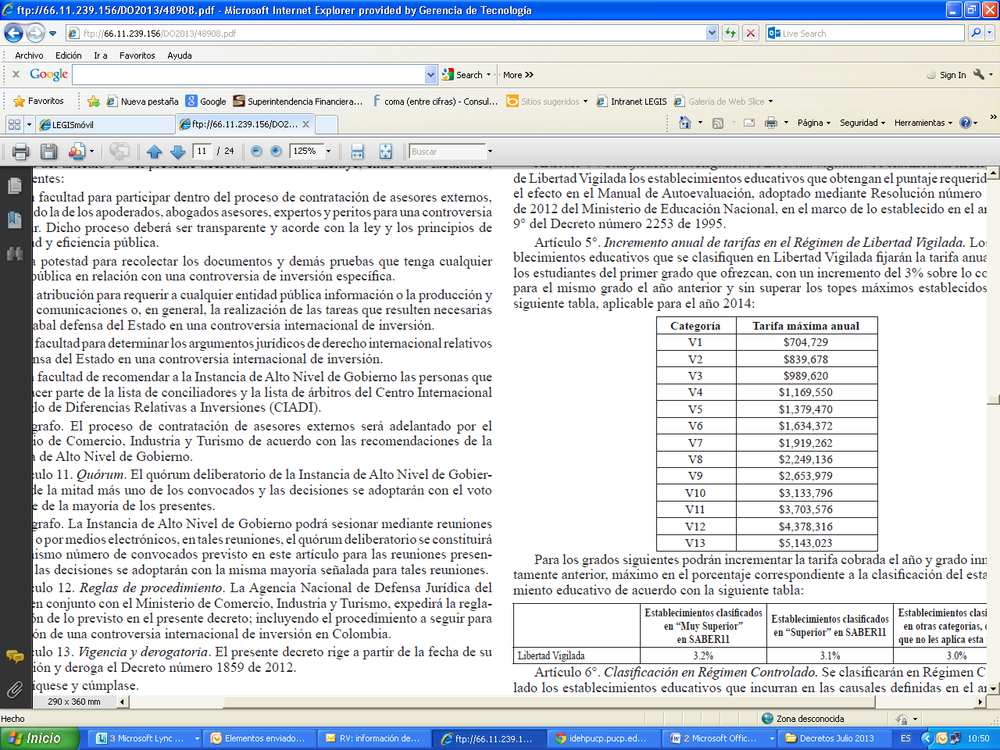 ftp://66.11.239.156/DO2013/48908.pdf - Microsoft Internet Explorer provided by Gerencia de Tecnología
ftp://66.11.239.156/DO2013/48908.pdf
Live Search
Archivo Edición Ir a Favoritos Ayuda
x Google Search More >> Sign In
Favoritos Nueva pestaña Google Superintendencia Financiera... coma (entre cifras) - Consul... Sitios sugeridos Intranet LEGIS Galería de Web Slice
LEGISmóvil ftp://66.11.239.156/DO2... Página Seguridad Herramientas
11 / 24 125% Buscar
entes:
facultad para participar dentro del proceso de contratación de asesores externos,
do la de los apoderados, abogados asesores, expertos y peritos para una controversia
r. Dicho proceso deberá ser transparente y acorde con la ley y los principios de
d y eficiencia pública.
potestad para recolectar los documentos y demás pruebas que tenga cualquier
pública en relación con una controversia de inversión específica.
atribución para requerir a cualquier entidad pública información o la producción y
comunicaciones o, en general, la realización de las tareas que resulten necesarias
abal defensa del Estado en una controversia internacional de inversión.
facultad para determinar los argumentos jurídicos de derecho internacional relativos
nsa del Estado en una controversia internacional de inversión.
facultad de recomendar a la Instancia de Alto Nivel de Gobierno las personas que
acer parte de la lista de conciliadores y la lista de árbitros del Centro Internacional
glo de Diferencias Relativas a Inversiones (CIADI).
grafo. El proceso de contratación de asesores externos será adelantado por el
io de Comercio, Industria y Turismo de acuerdo con las recomendaciones de la
a de Alto Nivel de Gobierno.
culo 11. Quórum. El quórum deliberatorio de la Instancia de Alto Nivel de Gobier-
de la mitad más uno de los convocados y las decisiones se adoptarán con el voto
e de la mayoría de los presentes.
grafo. La Instancia de Alto Nivel de Gobierno podrá sesionar mediante reuniones
o por medios electrónicos, en tales reuniones, el quórum deliberatorio se constituirá
ismo número de convocados previsto en este artículo para las reuniones presen-
las decisiones se adoptarán con la misma mayoría señalada para tales reuniones.
culo 12. Reglas de procedimiento. La Agencia Nacional de Defensa Jurídica del
en conjunto con el Ministerio de Comercio, Industria y Turismo, expedirá la regla-
ón de lo previsto en el presente decreto; incluyendo el procedimiento a seguir para
ión de una controversia internacional de inversión en Colombia.
culo 13. Vigencia y derogatoria. El presente decreto rige a partir de la fecha de su
ión y deroga el Decreto número 1859 de 2012.
íquese y cúmplase.
de Libertad Vigilada los establecimientos educativos que obtengan el puntaje requerid
el efecto en el Manual de Autoevaluación, adoptado mediante Resolución número
de 2012 del Ministerio de Educación Nacional, en el marco de lo establecido en el ar
9° del Decreto número 2253 de 1995.
Artículo 5°. Incremento anual de tarifas en el Régimen de Libertad Vigilada. Lo
blecimientos educativos que se clasifiquen en Libertad Vigilada fijarán la tarifa anua
los estudiantes del primer grado que ofrezcan, con un incremento del 3% sobre lo co
para el mismo grado el año anterior y sin superar los topes máximos establecidos
siguiente tabla, aplicable para el año 2014:
Categoría Tarifa máxima anual
V1 $704,729
V2 $839,678
V3 $989,620
V4 $1,169,550
V5 $1,379,470
V6 $1,634,372
V7 $1,919,262
V8 $2,249,136
V9 $2,653,979
V10 $3,133,796
V11 $3,703,576
V12 $4,378,316
V13 $5,143,023
Para los grados siguientes podrán incrementar la tarifa cobrada el año y grado inm
tamente anterior, máximo en el porcentaje correspondiente a la clasificación del esta
miento educativo de acuerdo con la siguiente tabla:
Establecimientos clasificados en “Muy Superior” en SABER11
Establecimientos clasificados en “Superior” en SABER11
Establecimientos clasi en otras categorías, que no les aplica esta
Libertad Vigilada 3.2% 3.1% 3.0%
Artículo 6°. Clasificación en Régimen Controlado. Se clasificarán en Régimen C
lado los establecimientos educativos que incurran en las causales definidas en el ar
290 x 360 mm
Hecho Zona desconocida
Inicio 3 Microsoft Lync ... Elementos enviado... RV: información de... ftp://66.11.239.1... idehpucp.pucp.ed... 2 Microsoft Offic... Decretos Julio 2013 ES 10:50